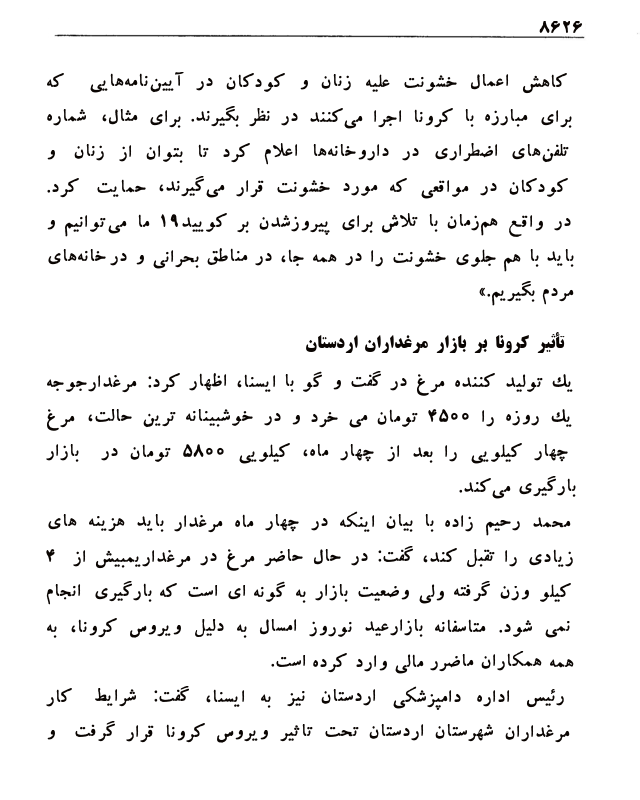 ۸۶۲۶
کاهش اعمال خشونت علیه زنان و کودکان در آیین‌نامه‌هایی که
برای مبارزه با کرونا اجرا می‌کنند در نظر بگیرند. برای مثال، شماره
تلفن‌های اضطراری در داروخانه‌ها اعلام کرد تا بتوان از زنان و
کودکان در مواقعی که مورد خشونت قرار می‌گیرند، حمایت کرد.
در واقع هم‌زمان با تلاش برای پیروزشدن بر کویید۱۹ ما می‌توانیم و
باید با هم جلوی خشونت را در همه جا، در مناطق بحرانی و در خانه‌های
مردم بگیریم.»
تأثیر کرونا بر بازار مرغداران اردستان
یك تولید کننده مرغ در گفت و گو با ایسنا، اظهار کرد: مرغدارجوجه
یك روزه را ۴۵۰۰ تومان می خرد و در خوشبینانه ترین حالت، مرغ
چهار کیلویی را بعد از چهار ماه، کیلویی ۵۸۰۰ تومان در بازار
بارگیری می‌کند.
محمد رحیم زاده با بیان اینکه در چهار ماه مرغدار باید هزینه های
زیادی را تقبل کند، گفت: در حال حاضر مرغ در مرغداریمبیش از ۴
کیلو وزن گرفته ولی وضعیت بازار به گونه ای است که بارگیری انجام
نمی شود. متاسفانه بازارعید نوروز امسال به دلیل ویروس کرونا، به
همه همکاران ماضرر مالی وارد کرده است.
رئیس اداره دامپزشکی اردستان نیز به ایسنا، گفت: شرایط کار
مرغداران شهرستان اردستان تحت تاثیر ویروس کرونا قرار گرفت و